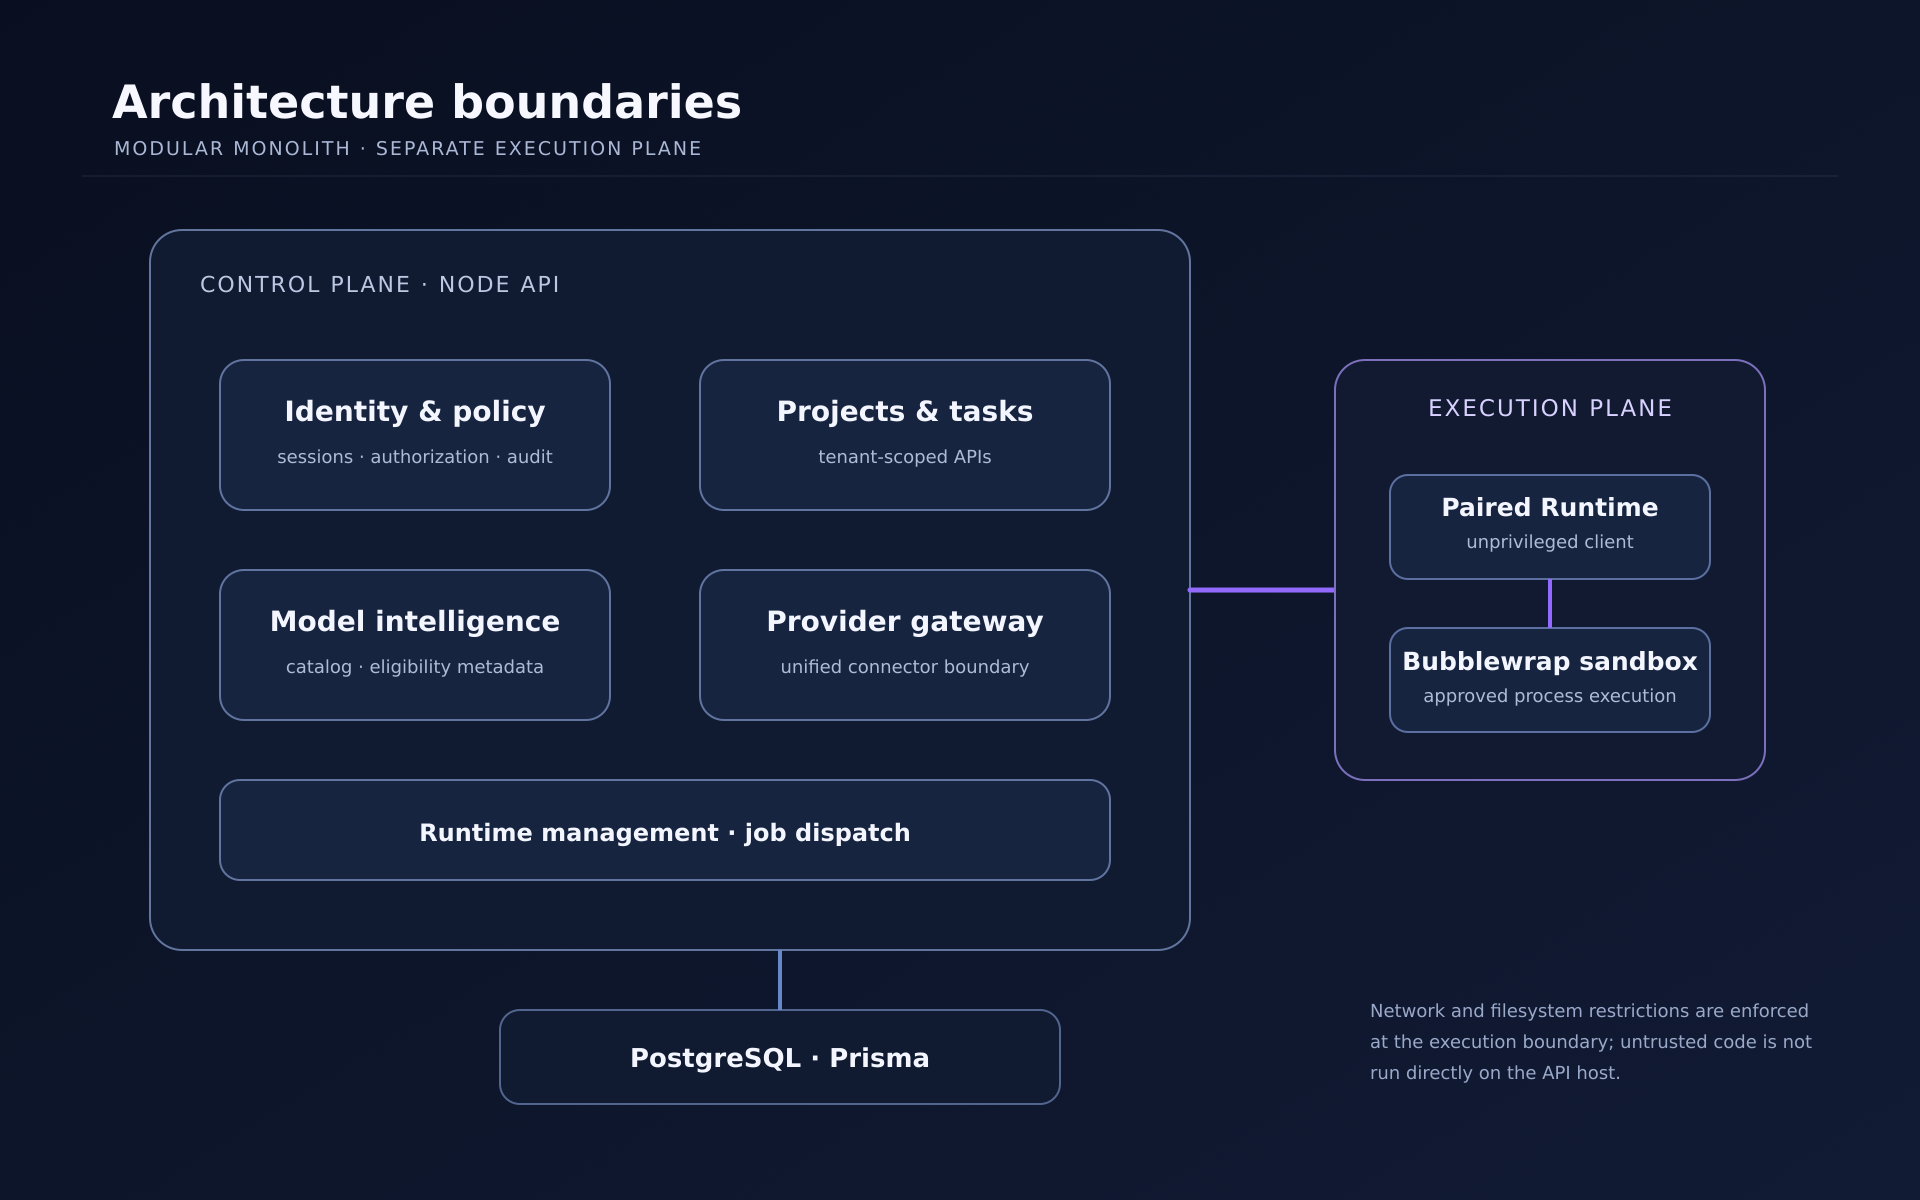 Architecture boundaries
MODULAR MONOLITH · SEPARATE EXECUTION PLANE
CONTROL PLANE · NODE API
Identity & policy
sessions · authorization · audit
Projects & tasks
tenant-scoped APIs
Model intelligence
catalog · eligibility metadata
Provider gateway
unified connector boundary
Runtime management · job dispatch
EXECUTION PLANE
Paired Runtime
unprivileged client
Bubblewrap sandbox
approved process execution
PostgreSQL · Prisma
Network and filesystem restrictions are enforced
at the execution boundary; untrusted code is not
run directly on the API host.